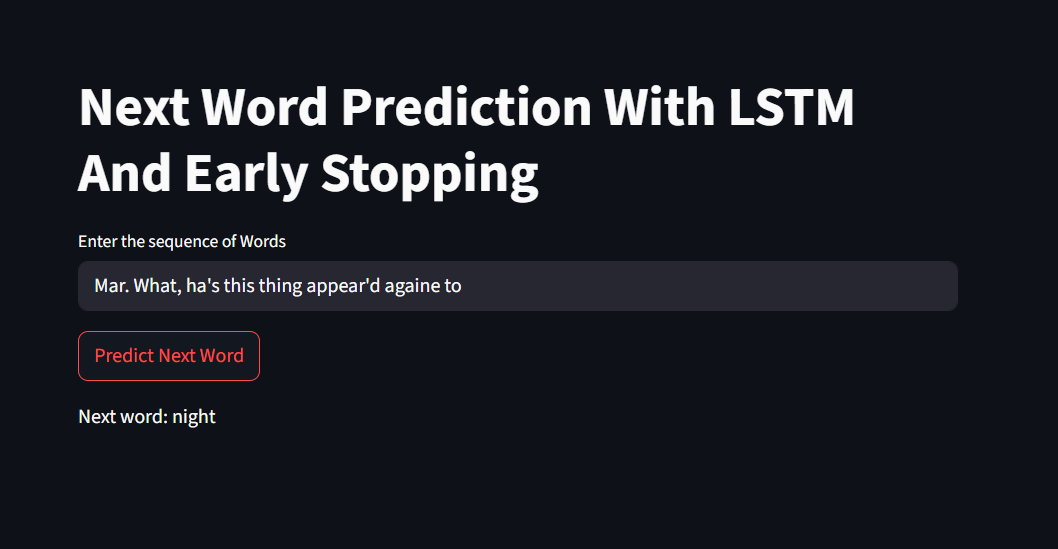 Next Word Prediction With LSTM
And Early Stopping
Enter the sequence of Words
Mar. What, ha's this thing appear'd againe to
Predict Next Word
Next word: night